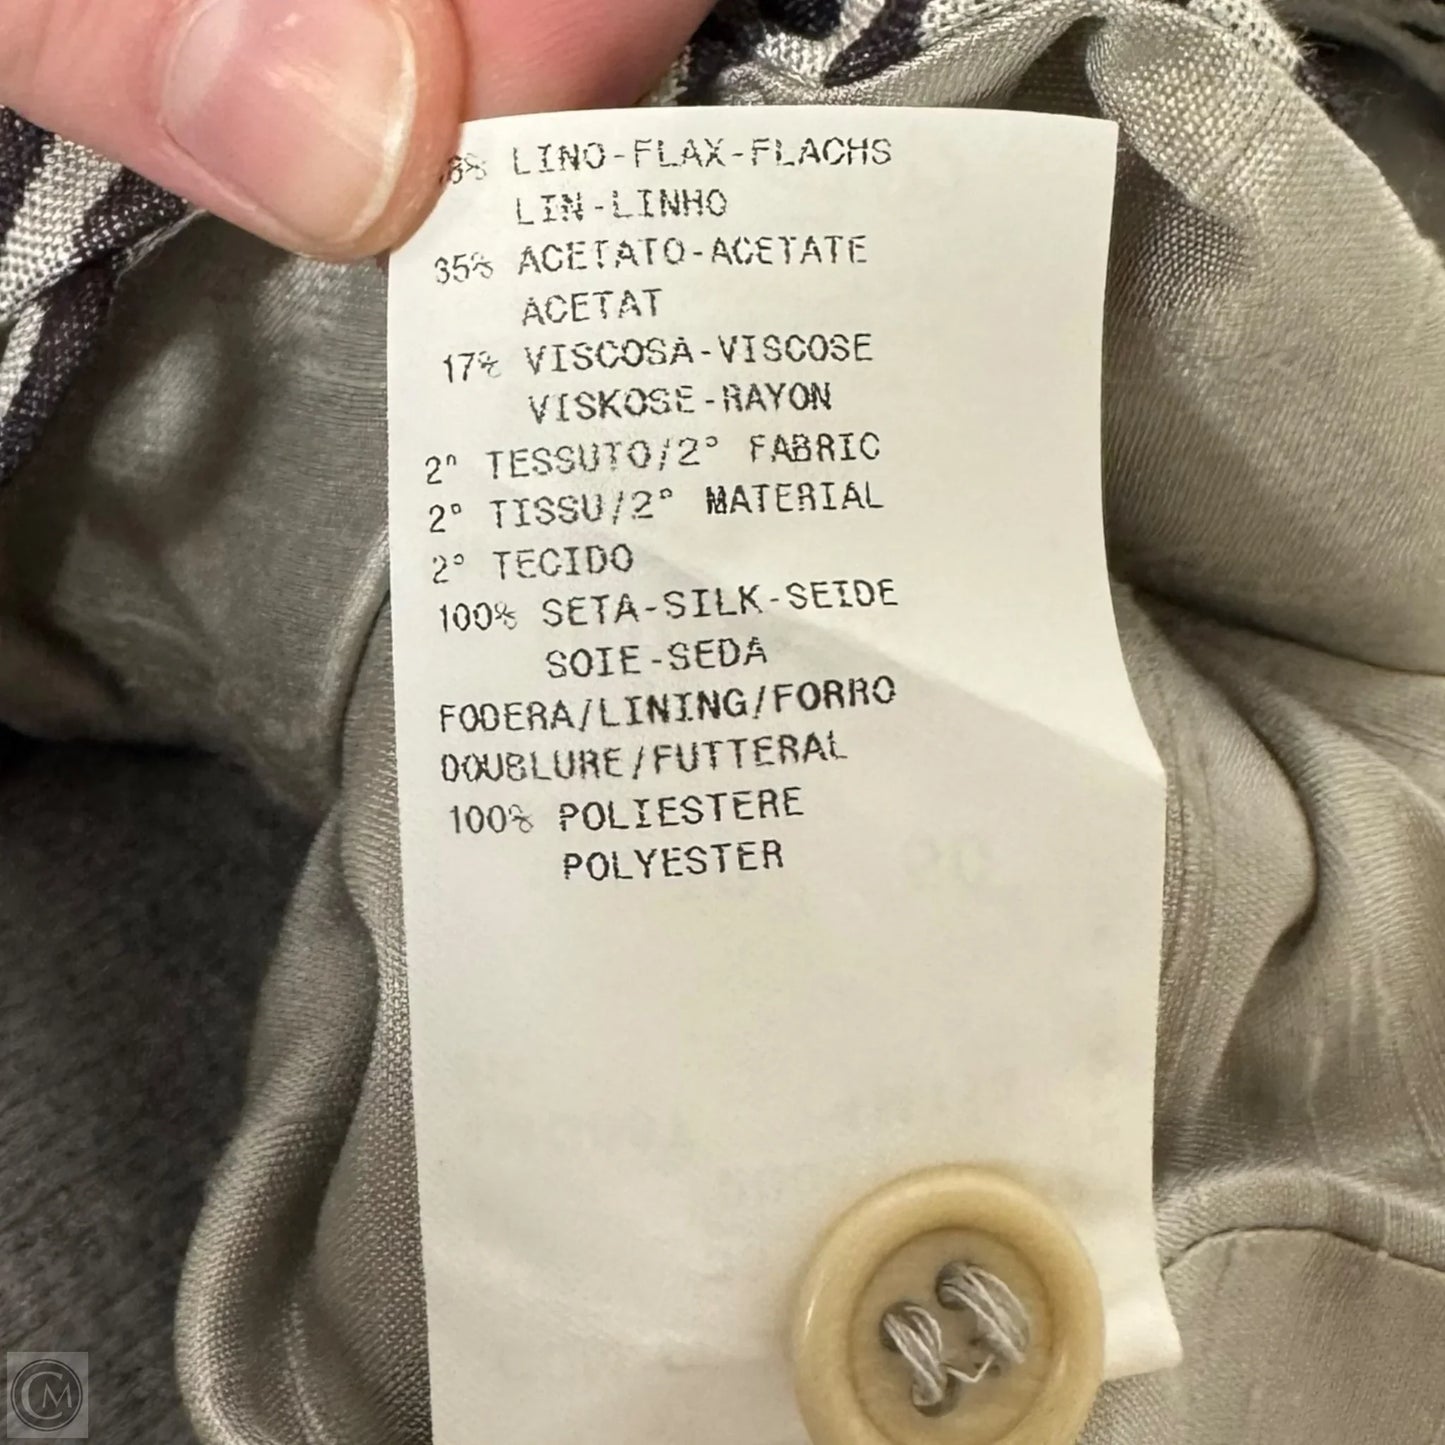 8% LINO-FLAX-FLACHS
LIN-LINHO
35% ACETATO-ACETATE
ACETAT
17% VISCOSA-VISCOSE
VISKOSE-RAYON
2° TESSUTO/2° FABRIC
2° TISSU/2° MATERIAL
2° TECIDO
100% SETA-SILK-SEIDE
SOIE-SEDA
FODERA/LINING/FORRO
DOUBLURE/FUTTERAL
100% POLIESTERE
POLYESTER
CM